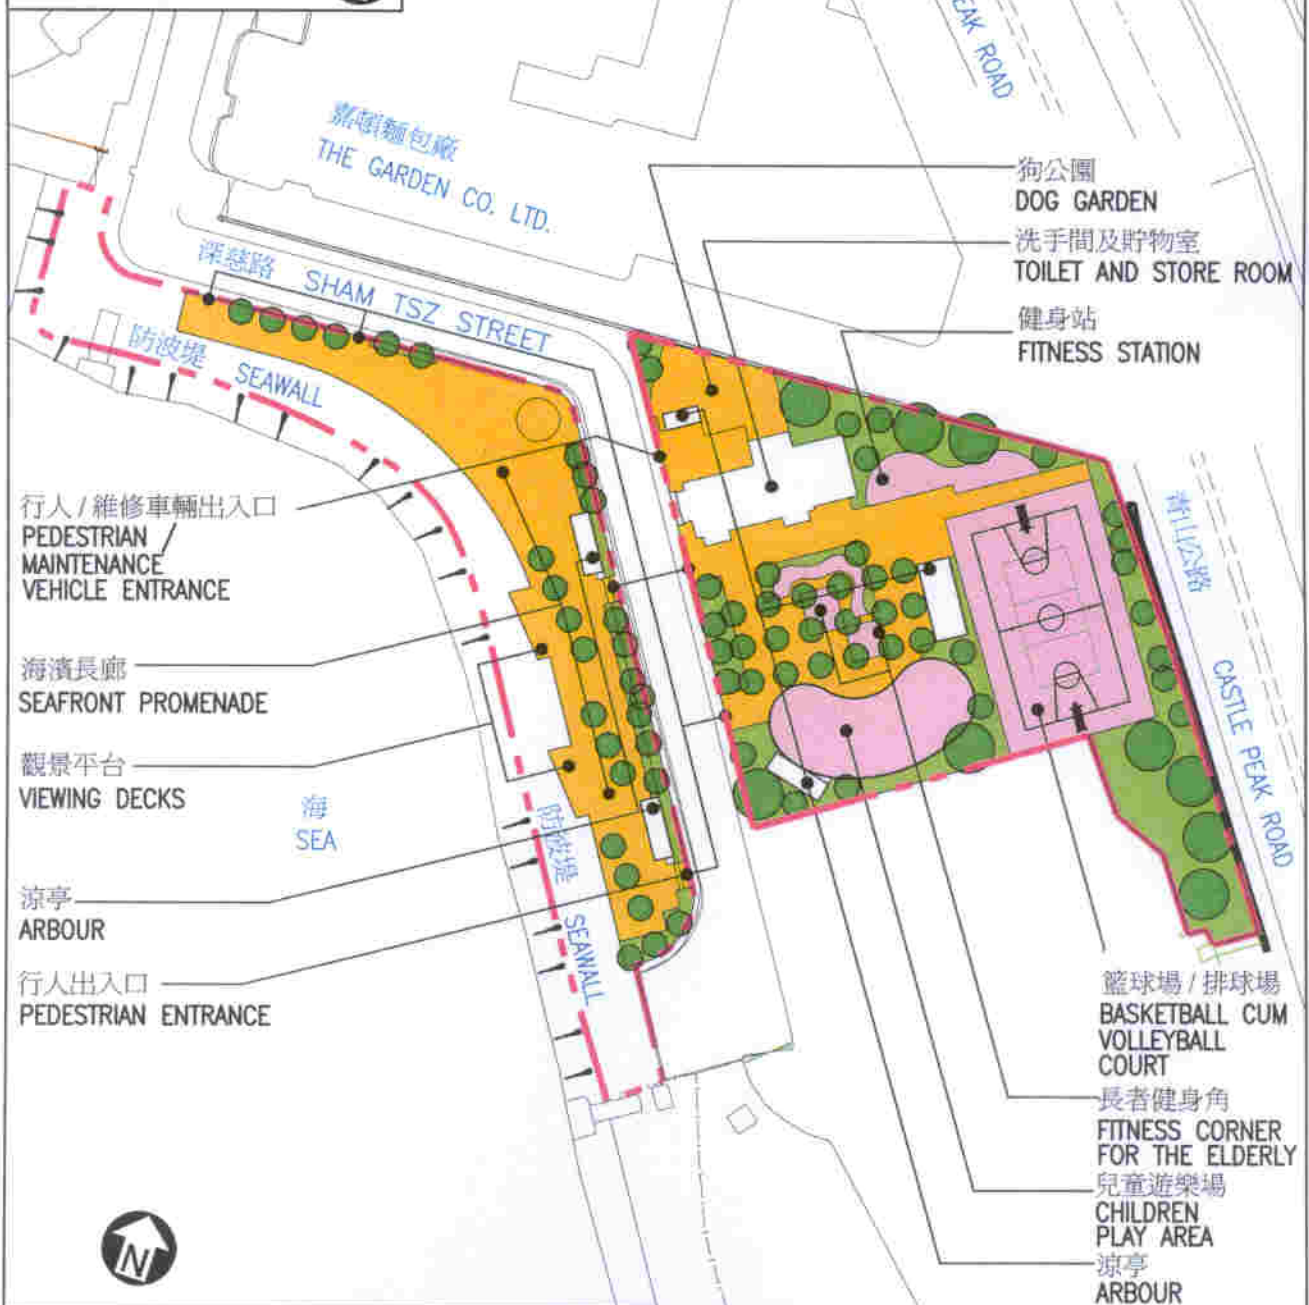 EAK ROAD
嘉頓麵包廠
THE GARDEN CO. LTD.
狗公園
DOG GARDEN
洗手間及貯物室
TOILET AND STORE ROOM
健身站
FITNESS STATION
深慈路 SHAM TSZ STREET
防波堤 SEAWALL
行人/維修車輛出入口
PEDESTRIAN/
MAINTENANCE
VEHICLE ENTRANCE
海濱長廊
SEAFRONT PROMENADE
觀景平台
VIEWING DECKS
海
SEA
防波堤 SEAWALL
涼亭
ARBOUR
行人出入口
PEDESTRIAN ENTRANCE
青山公路
CASTLE PEAK ROAD
籃球場/排球場
BASKETBALL CUM
VOLLEYBALL
COURT
長者健身角
FITNESS CORNER
FOR THE ELDERLY
兒童遊樂場
CHILDREN
PLAY AREA
涼亭
ARBOUR
N